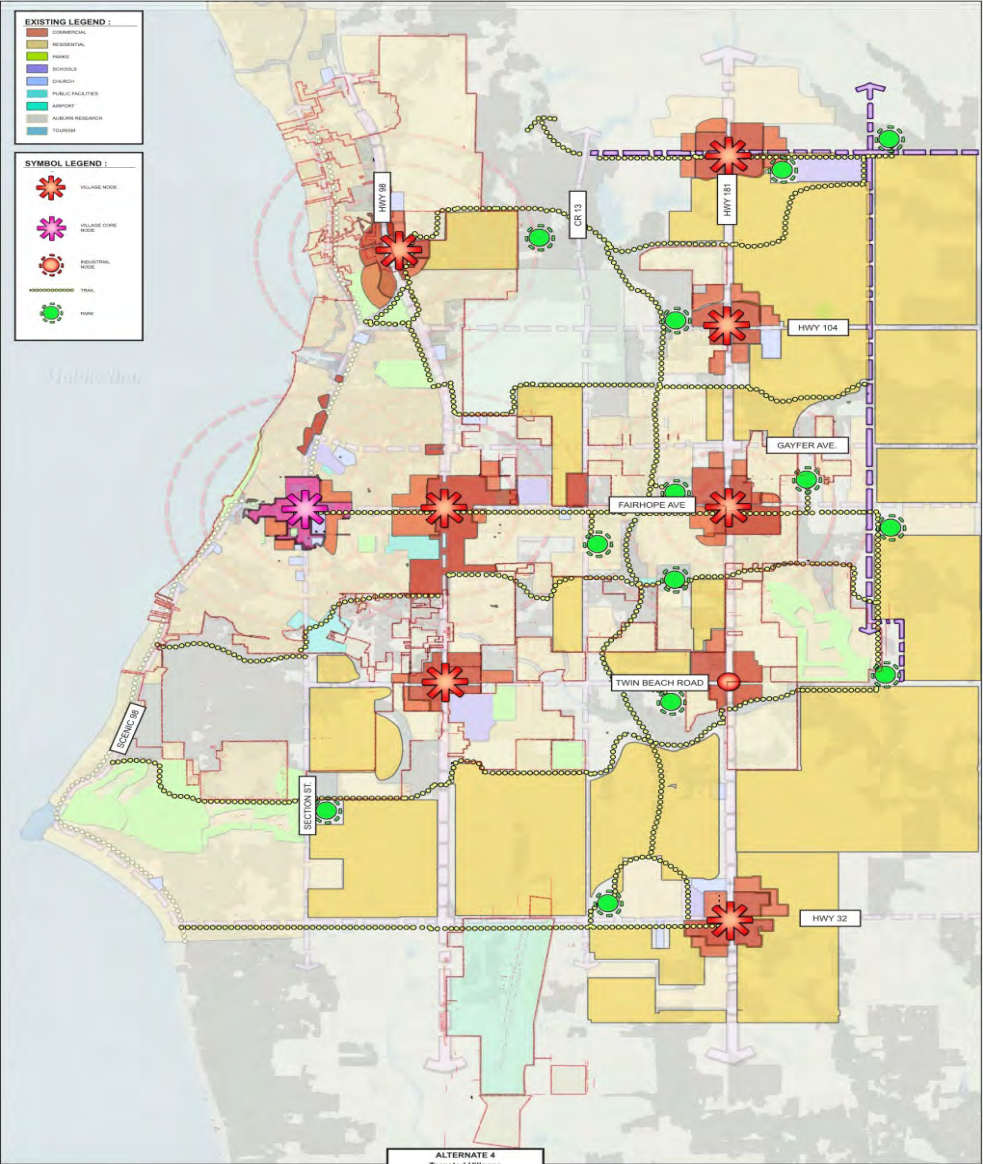 EXISTING LEGEND :
COMMERCIAL
RESIDENTIAL
PARKS
SCHOOLS
CHURCH
PUBLIC FACILITIES
AIRPORT
AUBURN RESEARCH
TOURISM
SYMBOL LEGEND :
VILLAGE NODE
VILLAGE CORE
NODE
INDUSTRIAL
NODE
TRAIL
PARK
HWY 98
CR 13
HWY 181
HWY 104
GAYFER AVE.
FAIRHOPE AVE
TWIN BEACH ROAD
SCENIC 98
SECTION ST.
HWY 32
ALTERNATE 4